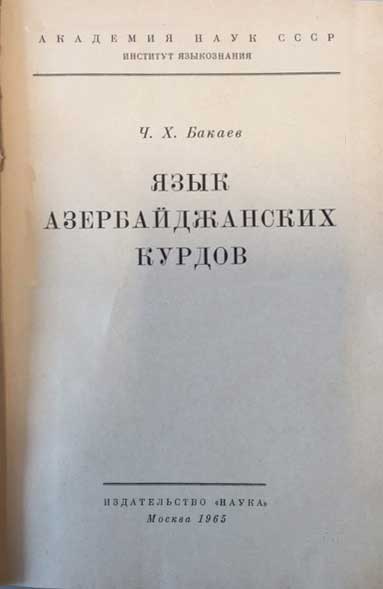 АКАДЕМИЯ НАУК СССР
ИНСТИТУТ ЯЗЫКОЗНАНИЯ
Ч. Х. Бакаев
ЯЗЫК
АЗЕРБАЙДЖАНСКИХ
КУРДОВ
ИЗДАТЕЛЬСТВО «НАУКА»
Москва 1965